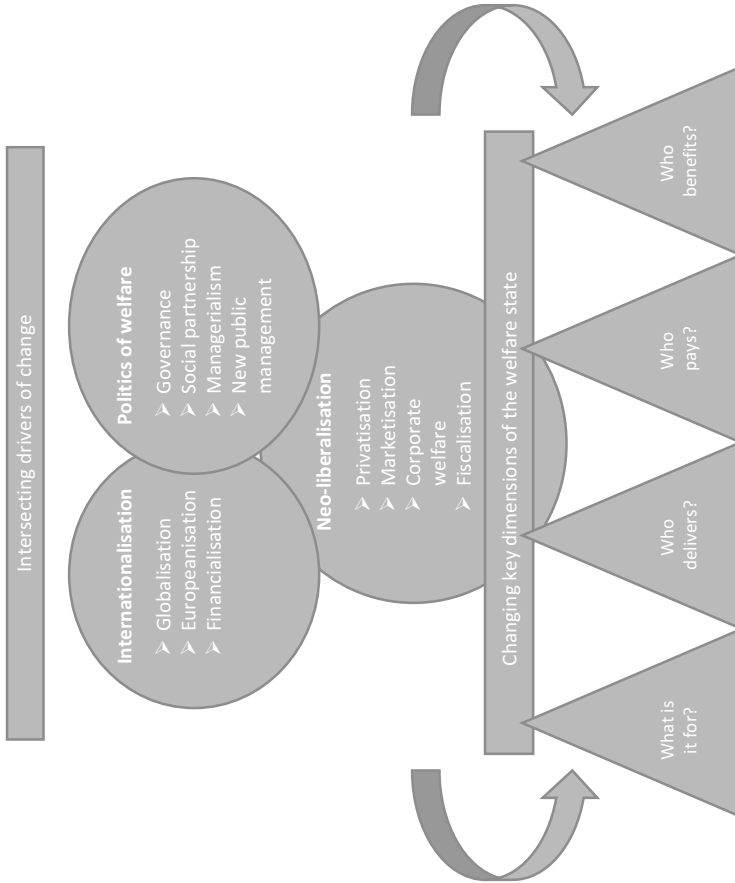 Intersecting drivers of change
Internationalisation
➢ Globalisation
➢ Europeanisation
➢ Financialisation
Politics of welfare
➢ Governance
➢ Social partnership
➢ Managerialism
➢ New public
management
Neo-liberalisation
➢ Privatisation
➢ Marketisation
➢ Corporate
welfare
➢ Fiscalisation
Changing key dimensions of the welfare state
What is
it for?
Who
delivers?
Who
pays?
Who
benefits?